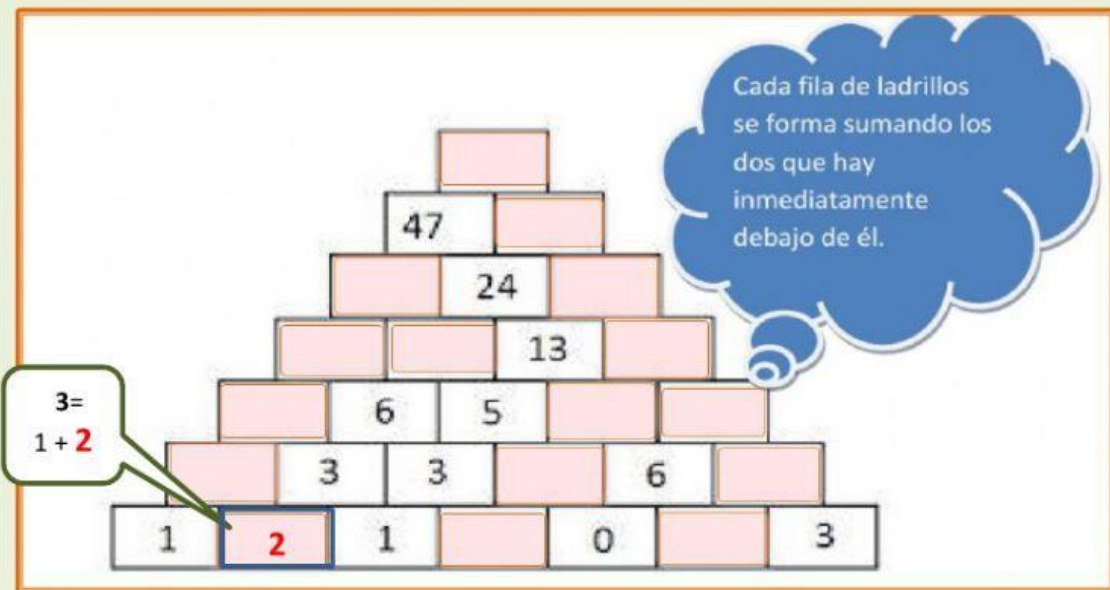 Cada fila de ladrillos
se forma sumando los
dos que hay
inmediatamente
debajo de él.
47
24
13
3=
1 + 2
6 5
3 3 6
1 2 1 0 3